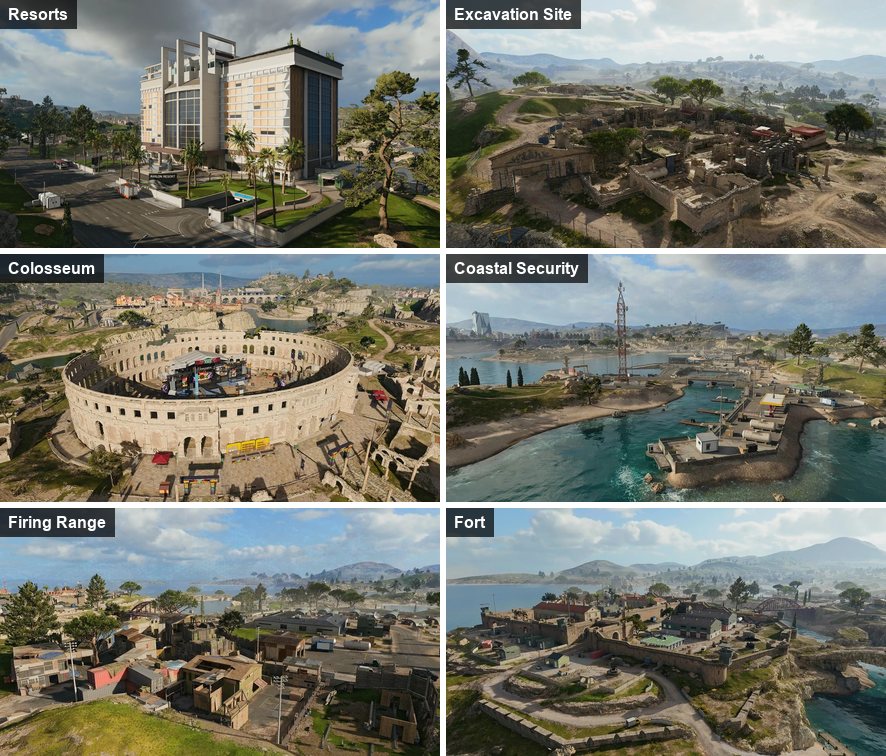 Resorts
Excavation Site
Colosseum
Coastal Security
Firing Range
Fort